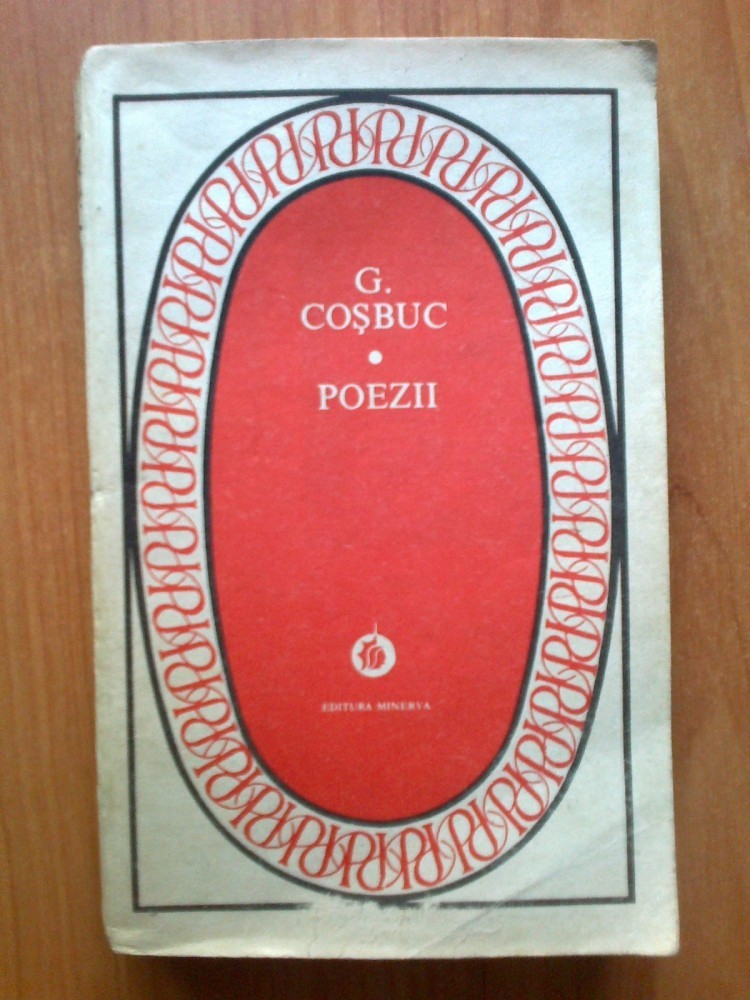 G.
COŞBUC
•
POEZII
EDITURA MINERVA